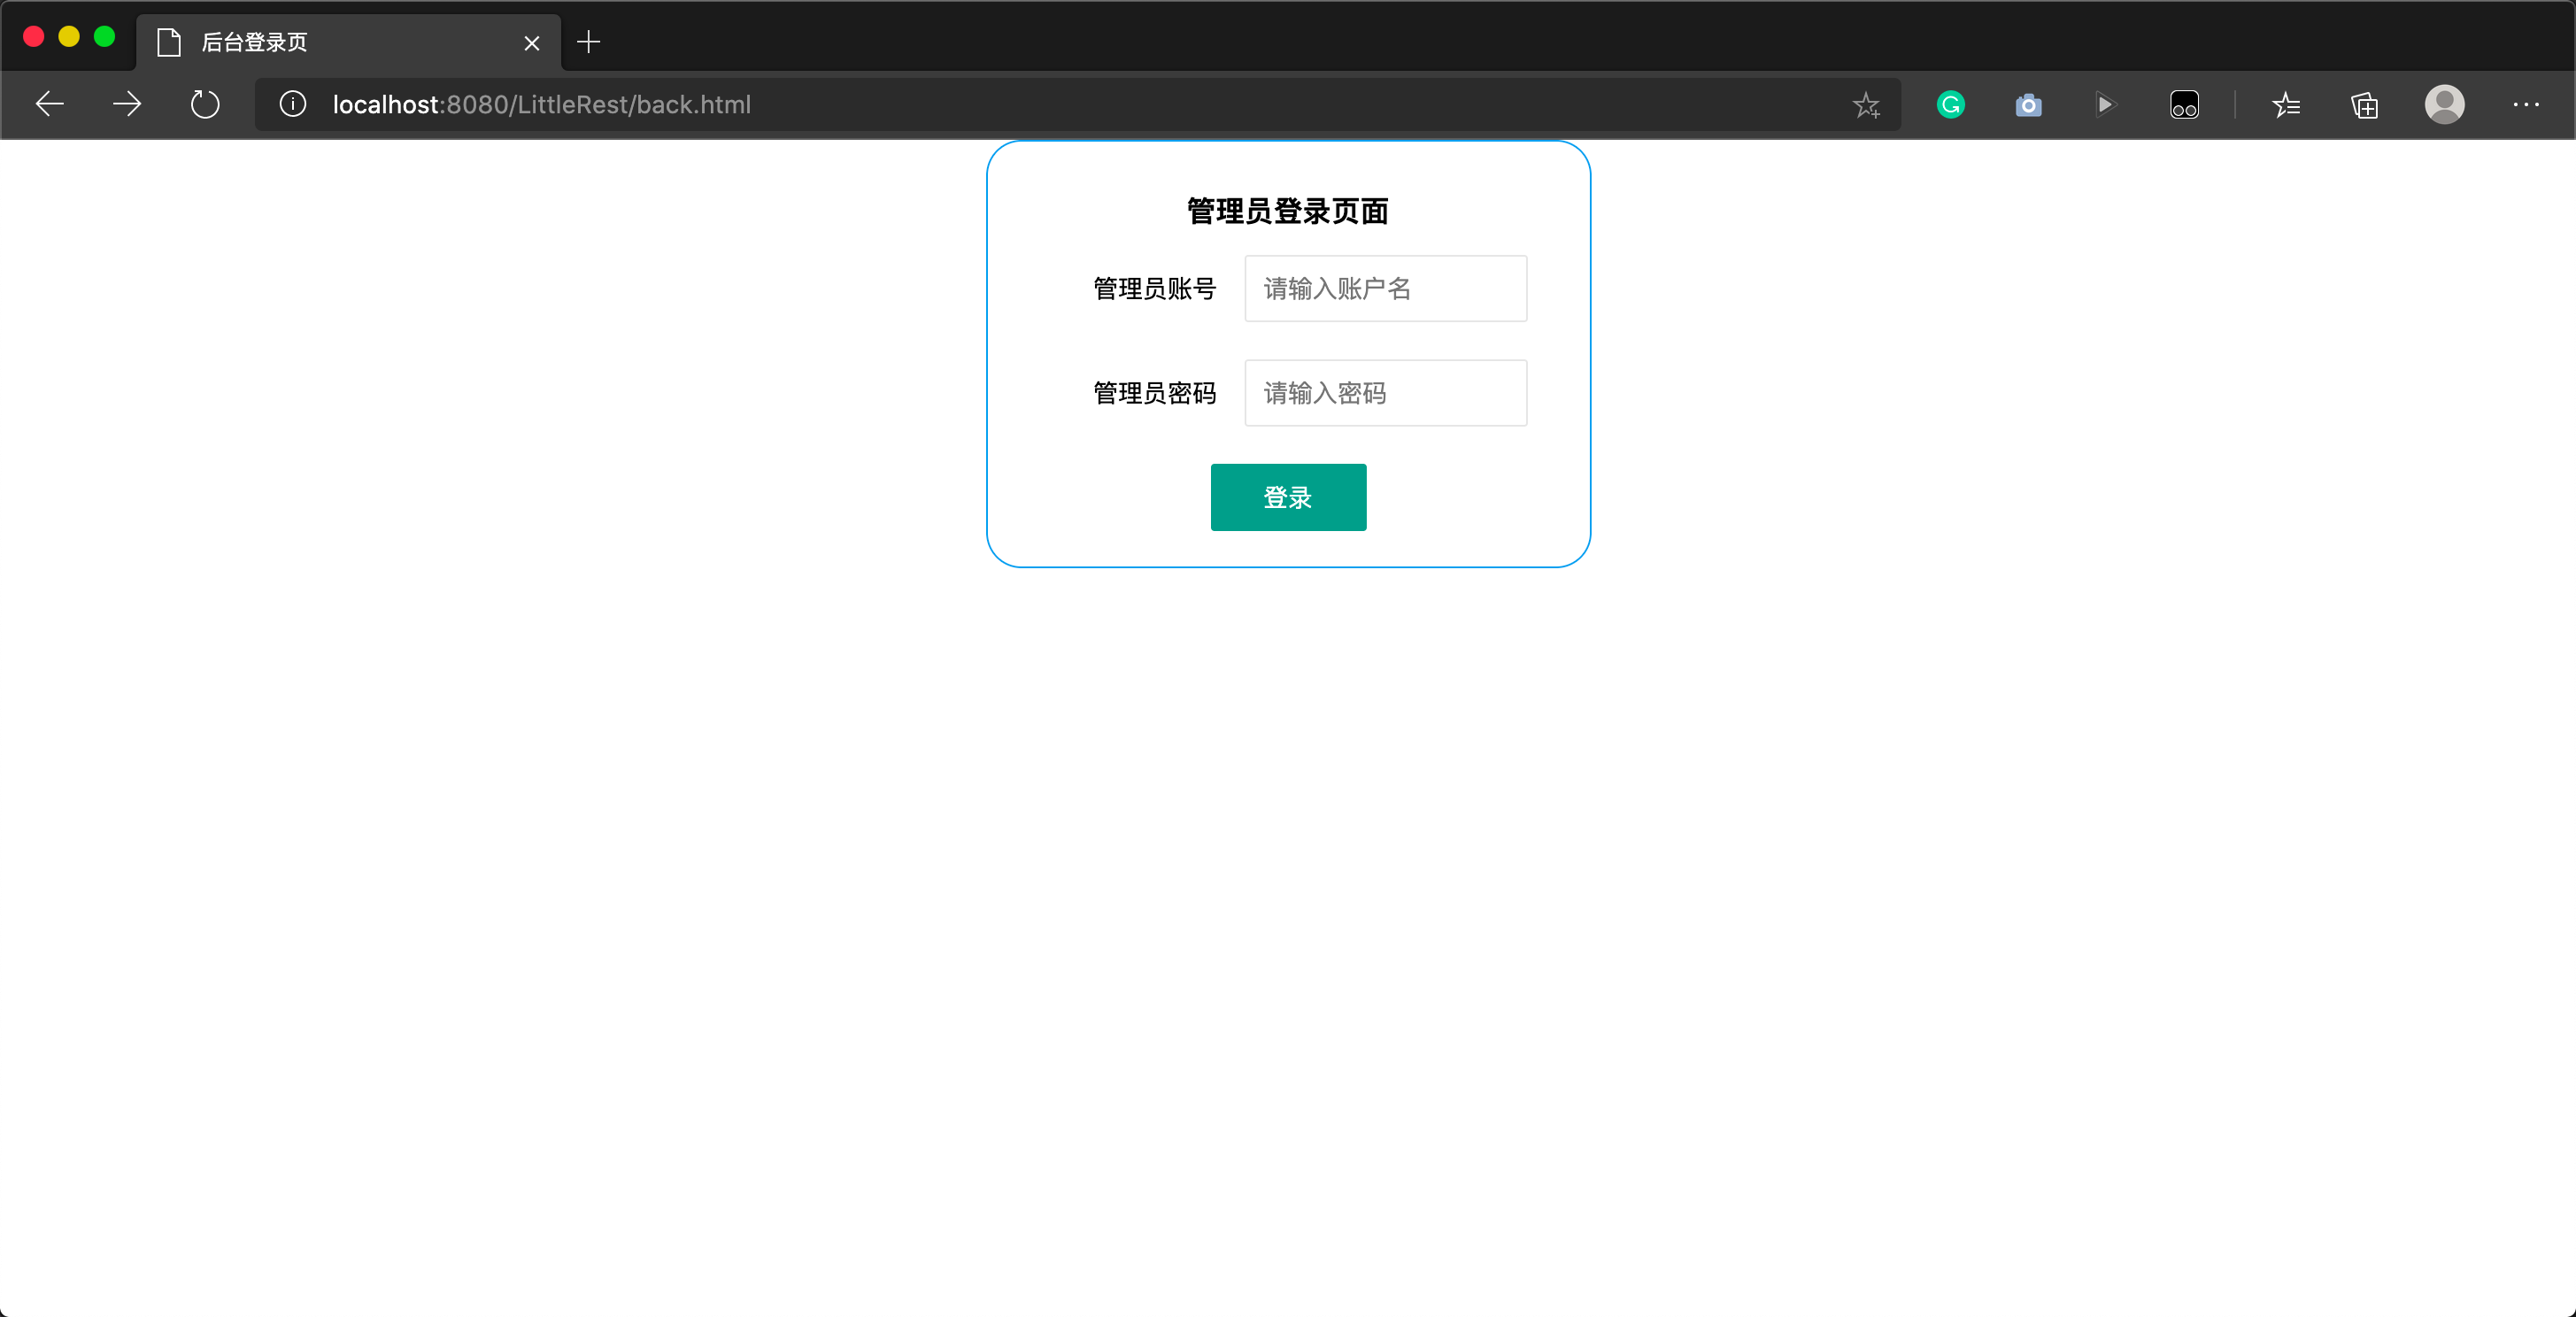 后台登录页
localhost:8080/LittleRest/back.html
管理员登录页面
管理员账号 请输入账户名
管理员密码 请输入密码
登录